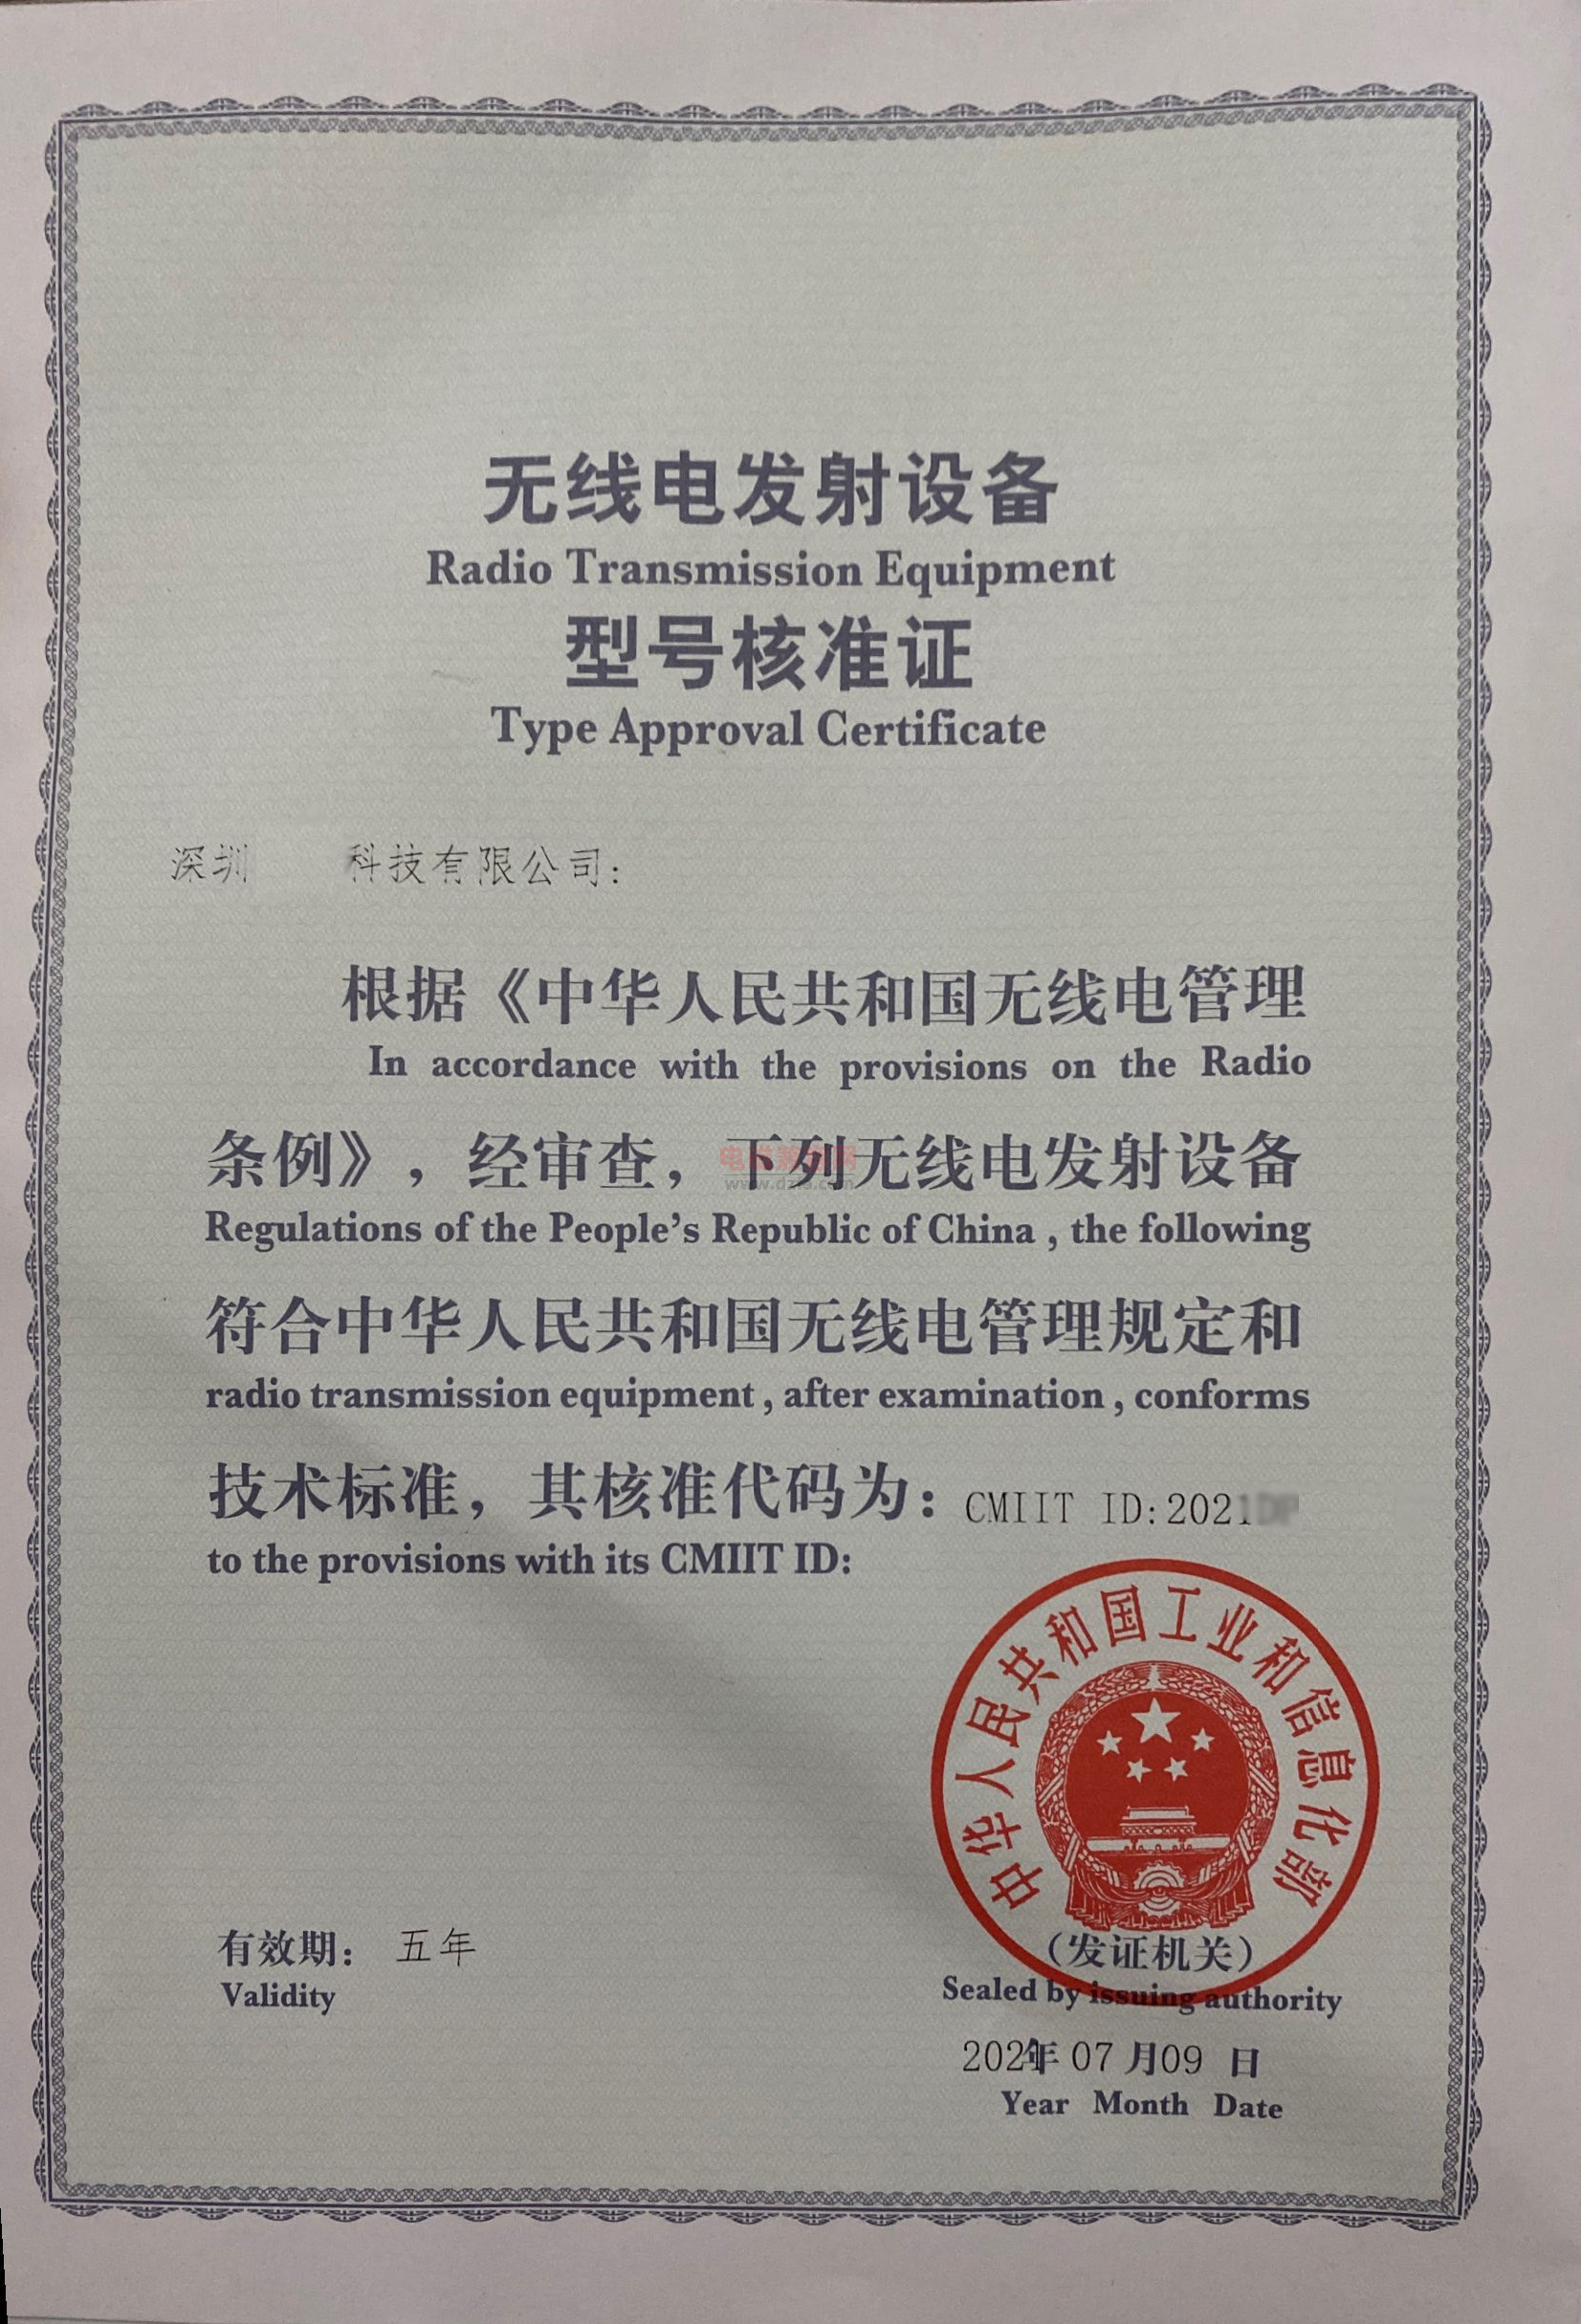 无线电发射设备
Radio Transmission Equipment
型号核准证
Type Approval Certificate
深圳 科技有限公司:
根据《中华人民共和国无线电管理
In accordance with the provisions on the Radio
条例》，经审查，下列无线电发射设备
Regulations of the People's Republic of China , the following
符合中华人民共和国无线电管理规定和
radio transmission equipment , after examination , conforms
技术标准，其核准代码为：CMIIT ID:2021DP
to the provisions with its CMIIT ID:
中华人民共和国工业和信息化部
有效期： 五年
Validity
（发证机关）
Sealed by issuing authority
2021年 07 月09 日
Year Month Date